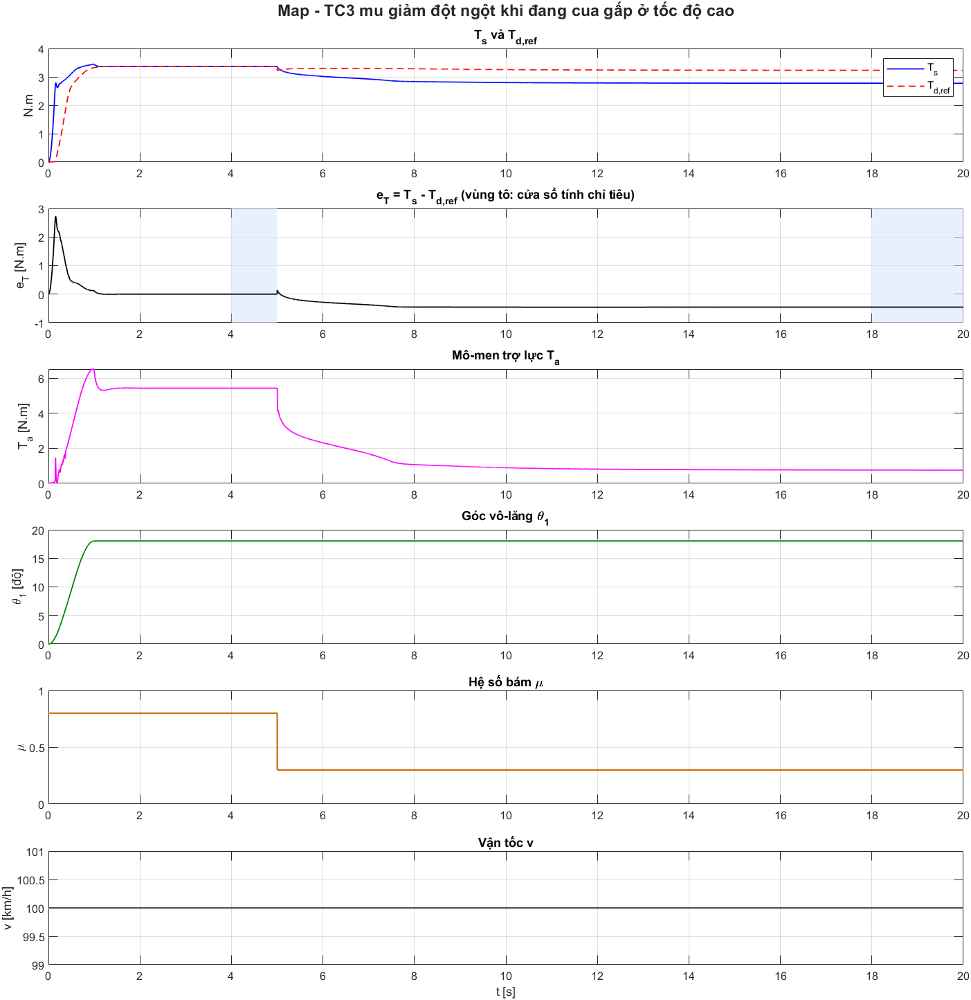 Map - TC3 mu giảm đột ngột khi đang cua gấp ở tốc độ cao
T_s và T_d,ref
4
3
2
1
0
N.m
T_s
T_d,ref
0 2 4 6 8 10 12 14 16 18 20
e_T = T_s - T_d,ref (vùng tô: cửa sổ tính chỉ tiêu)
3
2
1
0
-1
e_T [N.m]
0 2 4 6 8 10 12 14 16 18 20
Mô-men trợ lực T_a
6
4
2
0
T_a [N.m]
0 2 4 6 8 10 12 14 16 18 20
Góc vô-lăng θ_1
20
15
10
5
0
θ_1 [độ]
0 2 4 6 8 10 12 14 16 18 20
Hệ số bám μ
1
0.5
0
μ
0 2 4 6 8 10 12 14 16 18 20
Vận tốc v
101
100.5
100
99.5
99
v [km/h]
0 2 4 6 8 10 12 14 16 18 20
t [s]